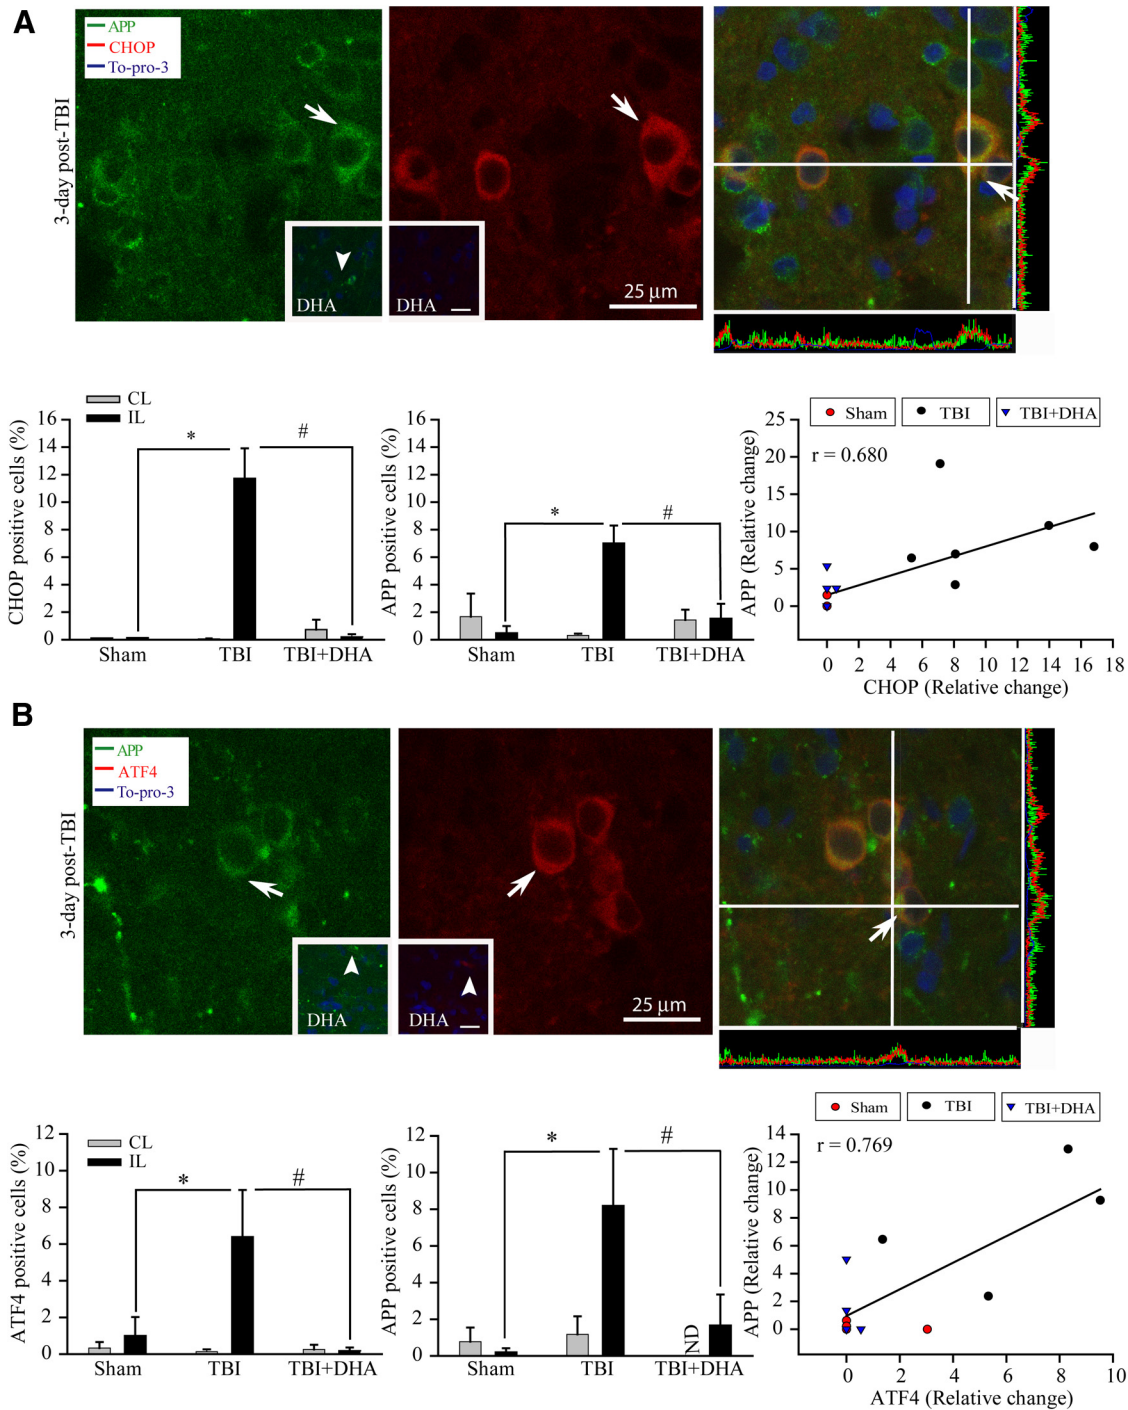 A
APP
CHOP
To-pro-3
3-day post-TBI
DHA
DHA
25 µm
CL
IL
CHOP positive cells (%)
16
14
12
10
8
6
4
2
0
*
#
Sham
TBI
TBI+DHA
APP positive cells (%)
16
14
12
10
8
6
4
2
0
*
#
Sham
TBI
TBI+DHA
Sham
TBI
TBI+DHA
r = 0.680
APP (Relative change)
25
20
15
10
5
0
0 2 4 6 8 10 12 14 16 18
CHOP (Relative change)
B
APP
ATF4
To-pro-3
3-day post-TBI
DHA
DHA
25 µm
CL
IL
ATF4 positive cells (%)
12
10
8
6
4
2
0
*
#
Sham
TBI
TBI+DHA
APP positive cells (%)
12
10
8
6
4
2
0
*
#
ND
Sham
TBI
TBI+DHA
Sham
TBI
TBI+DHA
r = 0.769
APP (Relative change)
14
12
10
8
6
4
2
0
0 2 4 6 8 10
ATF4 (Relative change)